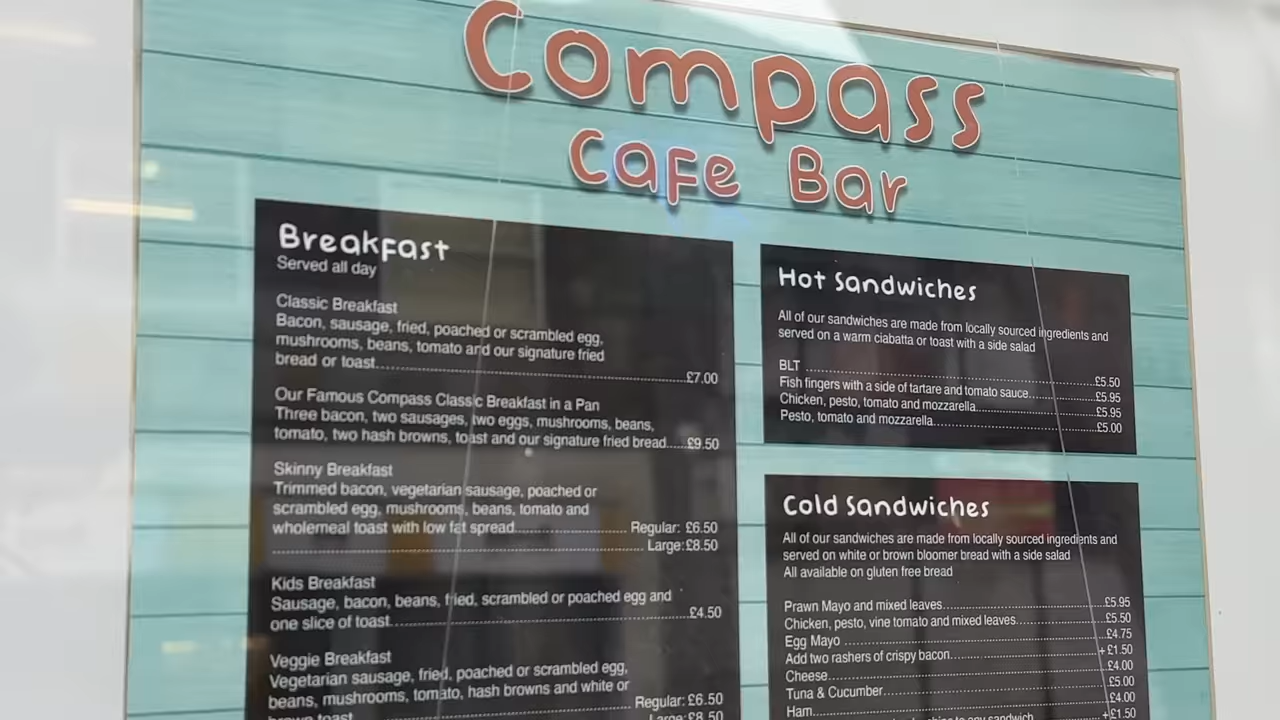 Compass
Cafe Bar
Breakfast
Served all day
Classic Breakfast
Bacon, sausage, fried, poached or scrambled egg,
mushrooms, beans, tomato and our signature fried
bread or toast........£7.00
Our Famous Compass Classic Breakfast in a Pan
Three bacon, two sausages, two eggs, mushrooms, beans,
tomato, two hash browns, toast and our signature fried bread......£9.50
Skinny Breakfast
Trimmed bacon, vegetarian sausage, poached or
scrambled egg, mushrooms, beans, tomato and
wholemeal toast with low fat spread........ Regular: £6.50
........ Large:£8.50
Kids Breakfast
Sausage, bacon, beans, fried, scrambled or poached egg and
one slice of toast........£4.50
Veggie Breakfast
Vegetarian sausage, fried, poached or scrambled egg,
beans, mushrooms, tomato, hash browns and white or
brown toast........ Regular: £6.50
Large: £8.50
Hot Sandwiches
All of our sandwiches are made from locally sourced ingredients and
served on a warm ciabatta or toast with a side salad
BLT ........£5.50
Fish fingers with a side of tartare and tomato sauce........£5.95
Chicken, pesto, tomato and mozzarella........£5.95
Pesto, tomato and mozzarella........£5.00
Cold Sandwiches
All of our sandwiches are made from locally sourced ingredients and
served on white or brown bloomer bread with a side salad
All available on gluten free bread
Prawn Mayo and mixed leaves........£5.95
Chicken, pesto, vine tomato and mixed leaves........£5.50
Egg Mayo ........£4.75
Add two rashers of crispy bacon........+£1.50
Cheese........£4.00
Tuna & Cucumber........£5.00
Ham........£4.00
to any sandwich +£1.50